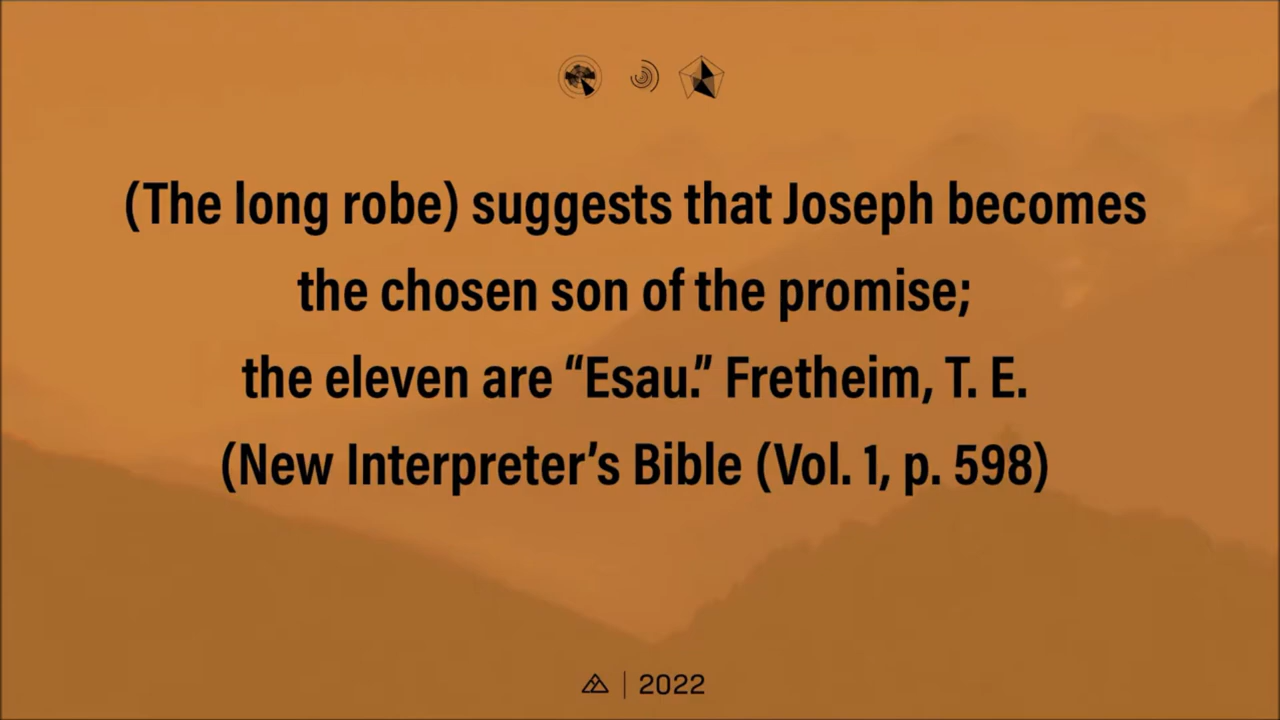 (The long robe) suggests that Joseph becomes
the chosen son of the promise;
the eleven are “Esau.” Fretheim, T. E.
(New Interpreter’s Bible (Vol. 1, p. 598)
2022